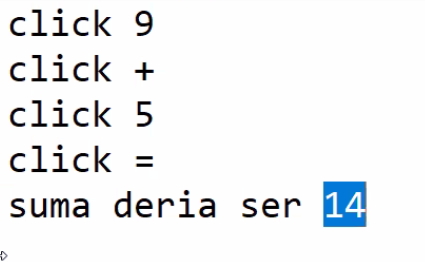 click 9
click +
click 5
click =
suma deria ser 14